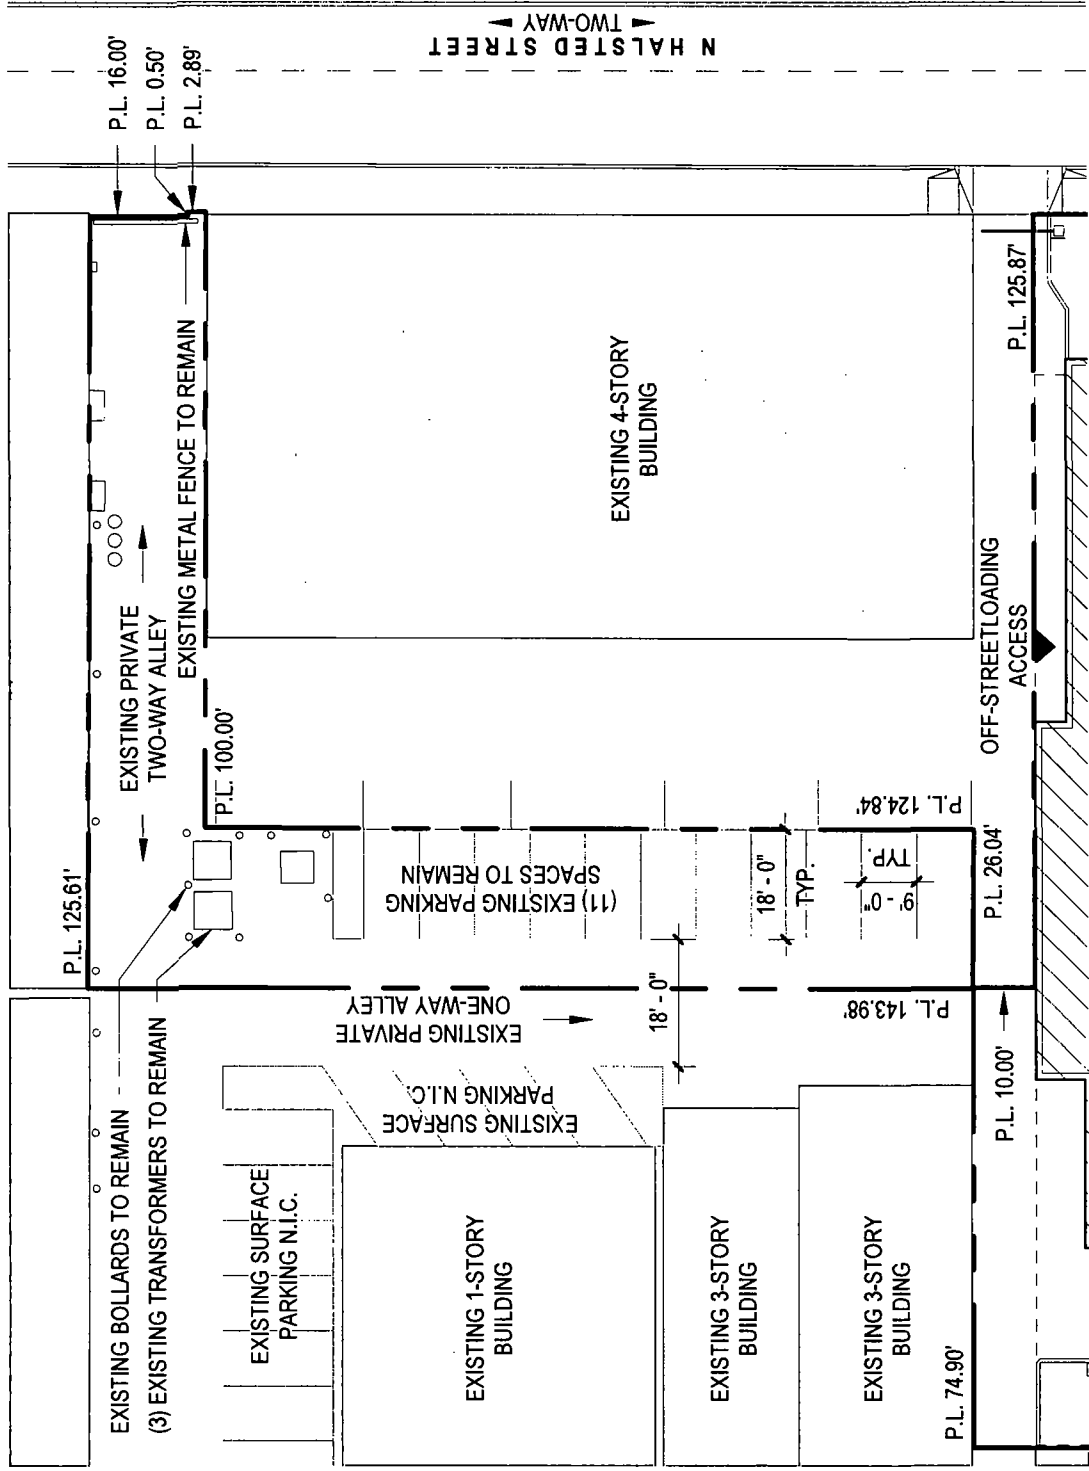 N HALSTED STREET
TWO-WAY
P.L. 16.00'
P.L. 0.50'
P.L. 2.89'
P.L. 125.61'
EXISTING PRIVATE
TWO-WAY ALLEY
EXISTING METAL FENCE TO REMAIN
P.L. 100.00'
EXISTING 4-STORY
BUILDING
P.L. 125.87'
OFF-STREETLOADING
ACCESS
P.L. 124.84'
P.L. 26.04'
(11) EXISTING PARKING
SPACES TO REMAIN
18' - 0"
TYP.
9' - 0"
TYP.
18' - 0"
EXISTING PRIVATE
ONE-WAY ALLEY
P.L. 143.98'
P.L. 10.00'
EXISTING SURFACE
PARKING N.I.C.
EXISTING BOLLARDS TO REMAIN
(3) EXISTING TRANSFORMERS TO REMAIN
EXISTING SURFACE
PARKING N.I.C.
EXISTING 1-STORY
BUILDING
EXISTING 3-STORY
BUILDING
EXISTING 3-STORY
BUILDING
P.L. 74.90'